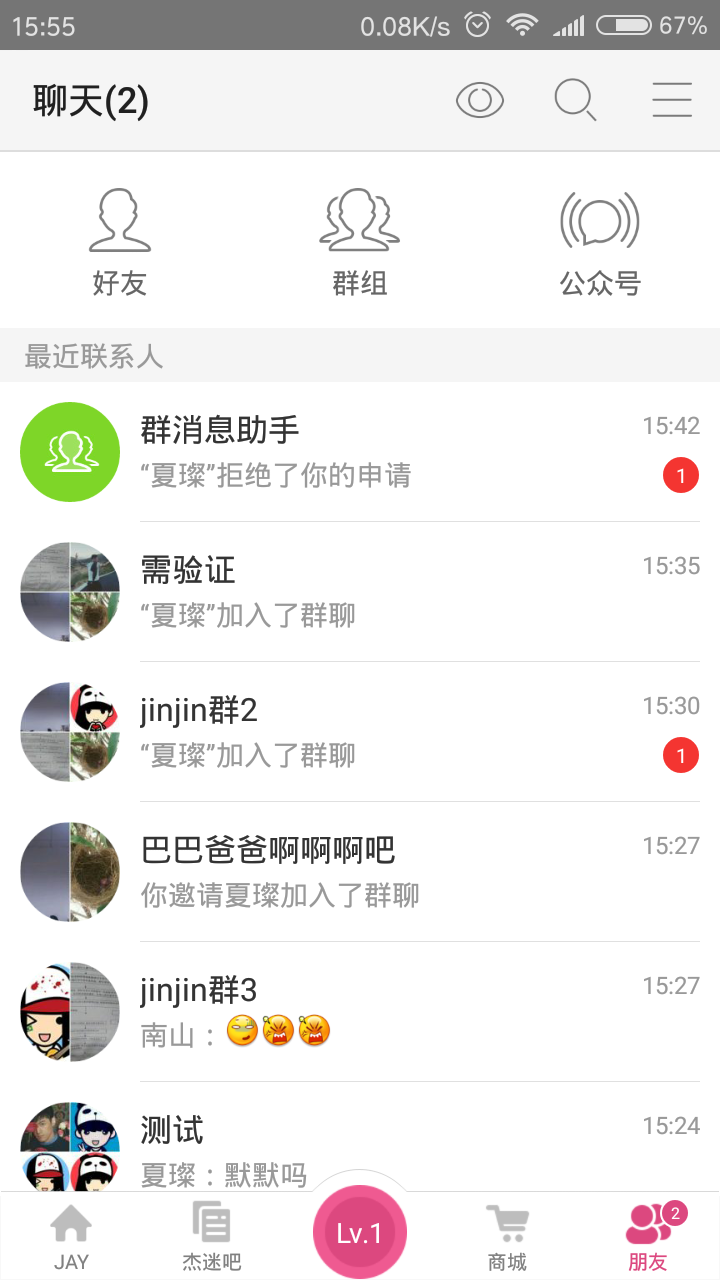 15:55
0.08K/s
67%
聊天(2)
好友
群组
公众号
最近联系人
群消息助手
15:42
“夏璨”拒绝了你的申请
1
需验证
15:35
“夏璨”加入了群聊
jinjin群2
15:30
“夏璨”加入了群聊
1
巴巴爸爸啊啊啊吧
15:27
你邀请夏璨加入了群聊
jinjin群3
15:27
南山：
测试
15:24
夏璨：默默吗
JAY
杰迷吧
Lv.1
商城
2
朋友